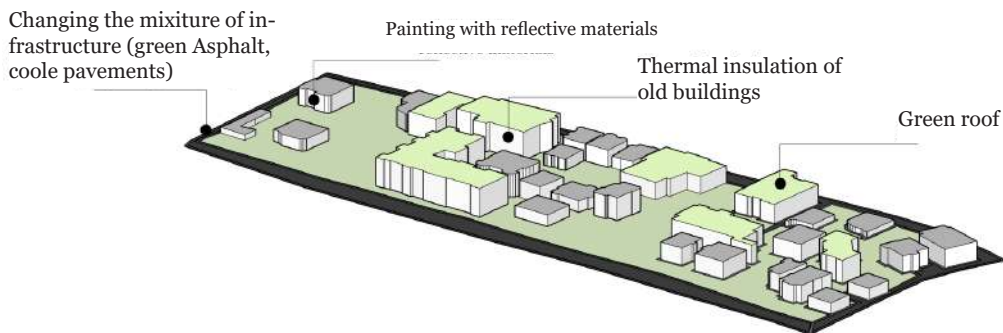 Changing the mixiture of in-
frastructure (green Asphalt,
coole pavements)
Painting with reflective materials
Thermal insulation of
old buildings
Green roof